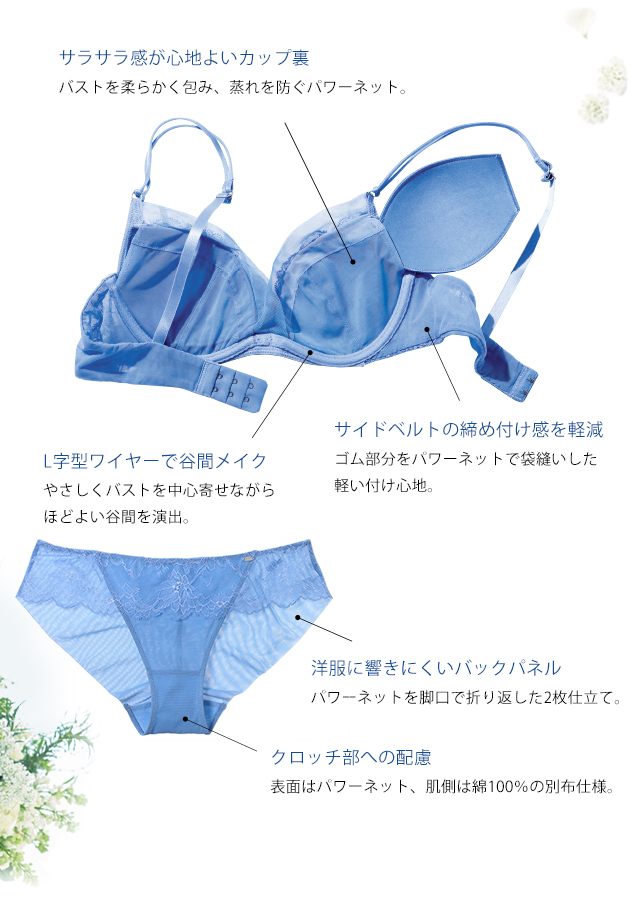 サラサラ感が心地よいカップ裏
バストを柔らかく包み、蒸れを防ぐパワーネット。
サイドベルトの締め付け感を軽減
ゴム部分をパワーネットで袋縫いした
軽い付け心地。
L字型ワイヤーで谷間メイク
やさしくバストを中心寄せながら
ほどよい谷間を演出。
洋服に響きにくいバックパネル
パワーネットを脚口で折り返した2枚仕立て。
クロッチ部への配慮
表面はパワーネット、肌側は綿100%の別布仕様。